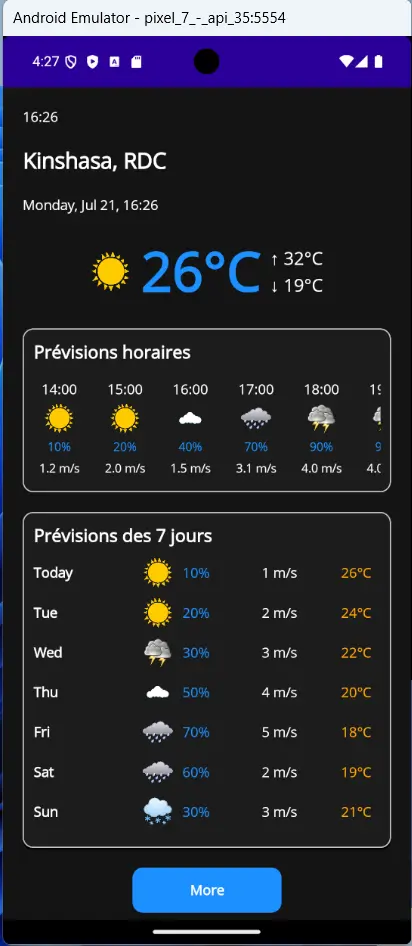 Android Emulator - pixel_7_-_api_35:5554
4:27 A
16:26
Kinshasa, RDC
Monday, Jul 21, 16:26
26°C
↑ 32°C
↓ 19°C
Prévisions horaires
14:00 15:00 16:00 17:00 18:00 19
10% 20% 40% 70% 90% 9
1.2 m/s 2.0 m/s 1.5 m/s 3.1 m/s 4.0 m/s 4.0
Prévisions des 7 jours
Today 10% 1 m/s 26°C
Tue 20% 2 m/s 24°C
Wed 30% 3 m/s 22°C
Thu 50% 4 m/s 20°C
Fri 70% 5 m/s 18°C
Sat 60% 2 m/s 19°C
Sun 30% 3 m/s 21°C
More